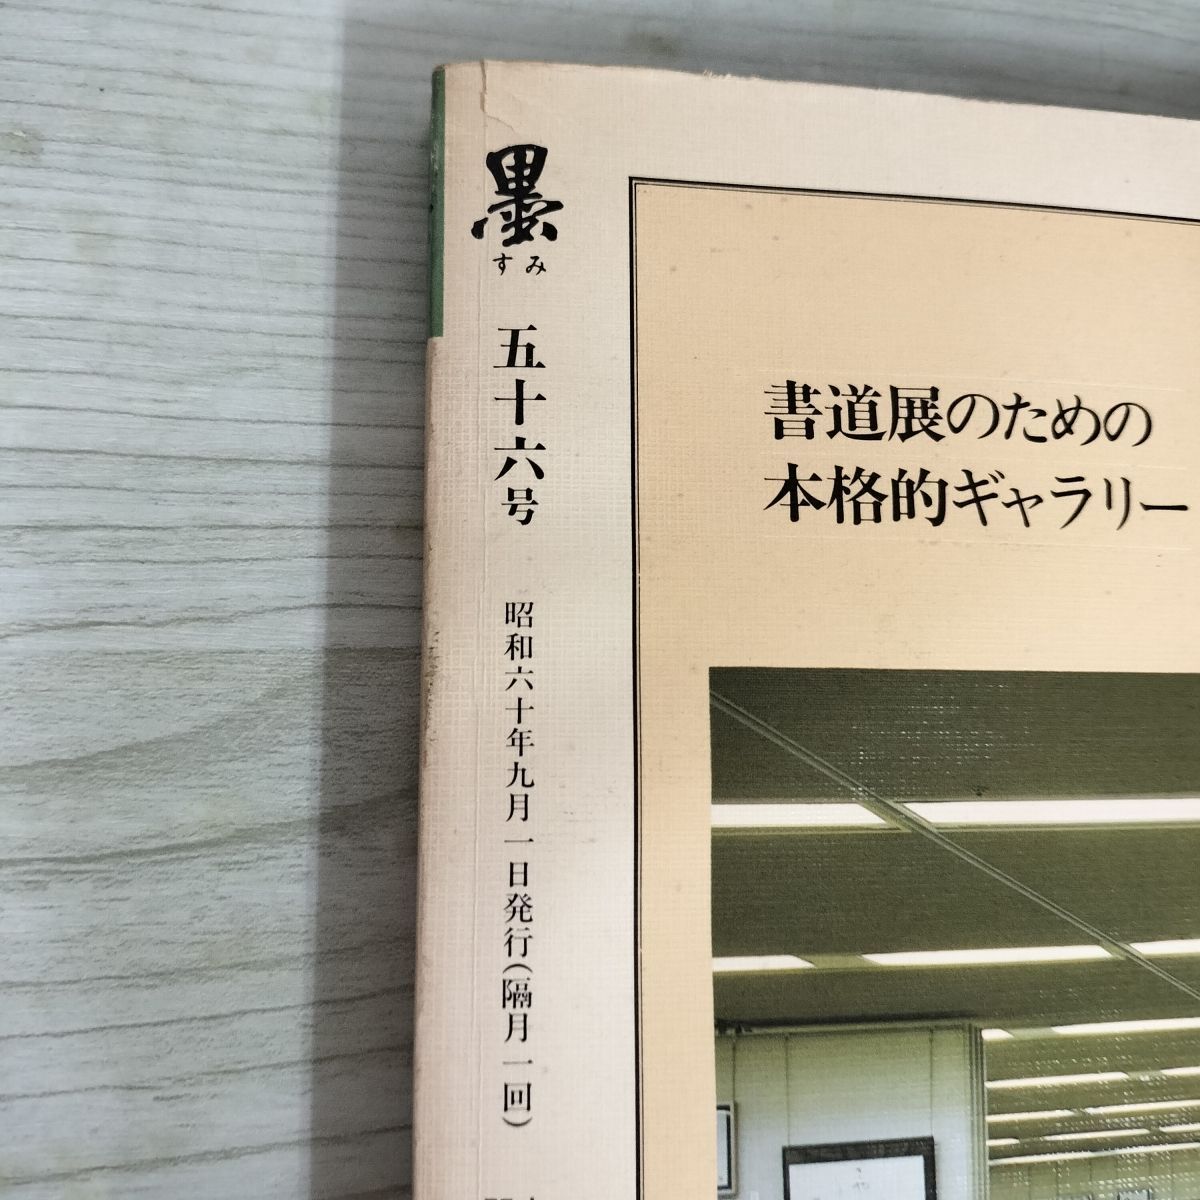 墨
すみ
五十六号
昭和六十年九月一日発行（隔月一回）
書道展のための
本格的ギャラリー